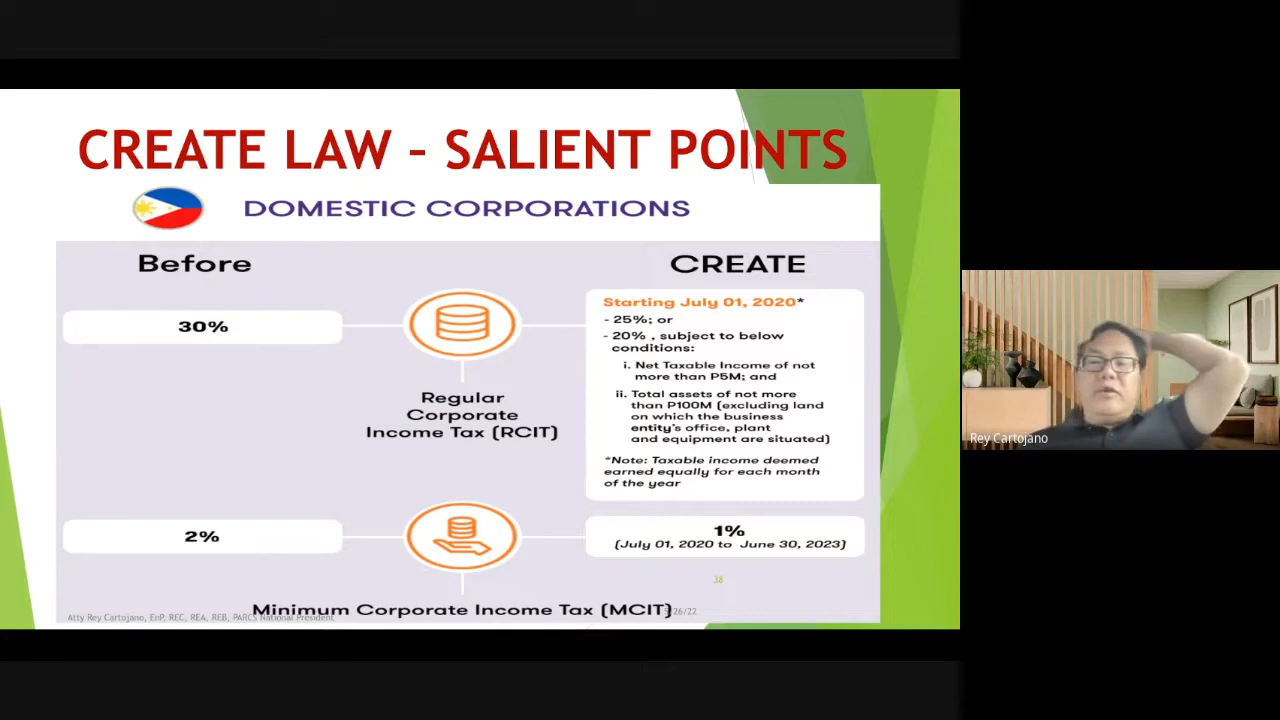 CREATE LAW – SALIENT POINTS
DOMESTIC CORPORATIONS
Before
CREATE
30%
Regular
Corporate
Income Tax (RCIT)
Starting July 01, 2020*
- 25%; or
- 20% , subject to below
conditions:
i. Net Taxable Income of not
more than P5M; and
ii. Total assets of not more
than P100M (excluding land
on which the business
entity's office, plant
and equipment are situated)
*Note: Taxable income deemed
earned equally for each month
of the year
2%
1%
(July 01, 2020 to June 30, 2023)
38
Minimum Corporate Income Tax (MCIT)
Atty Rey Cartojano, EnP, REC, REA, REB, PARCS National President
26/22
Rey Cartojano